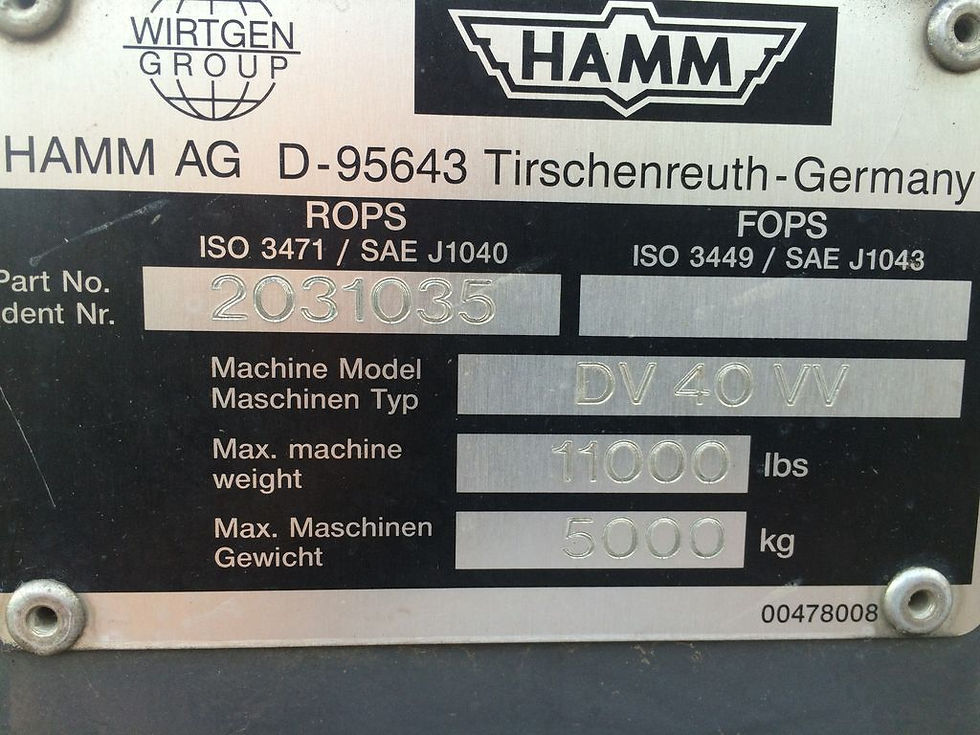 WIRTGEN
GROUP
HAMM
HAMM AG D-95643 Tirschenreuth-Germany
ROPS
ISO 3471 / SAE J1040
FOPS
ISO 3449 / SAE J1043
Part No.
dent Nr.
2031035
Machine Model
Maschinen Typ
DV 40 VV
Max. machine
weight
11000 lbs
Max. Maschinen
Gewicht
5000 kg
00478008